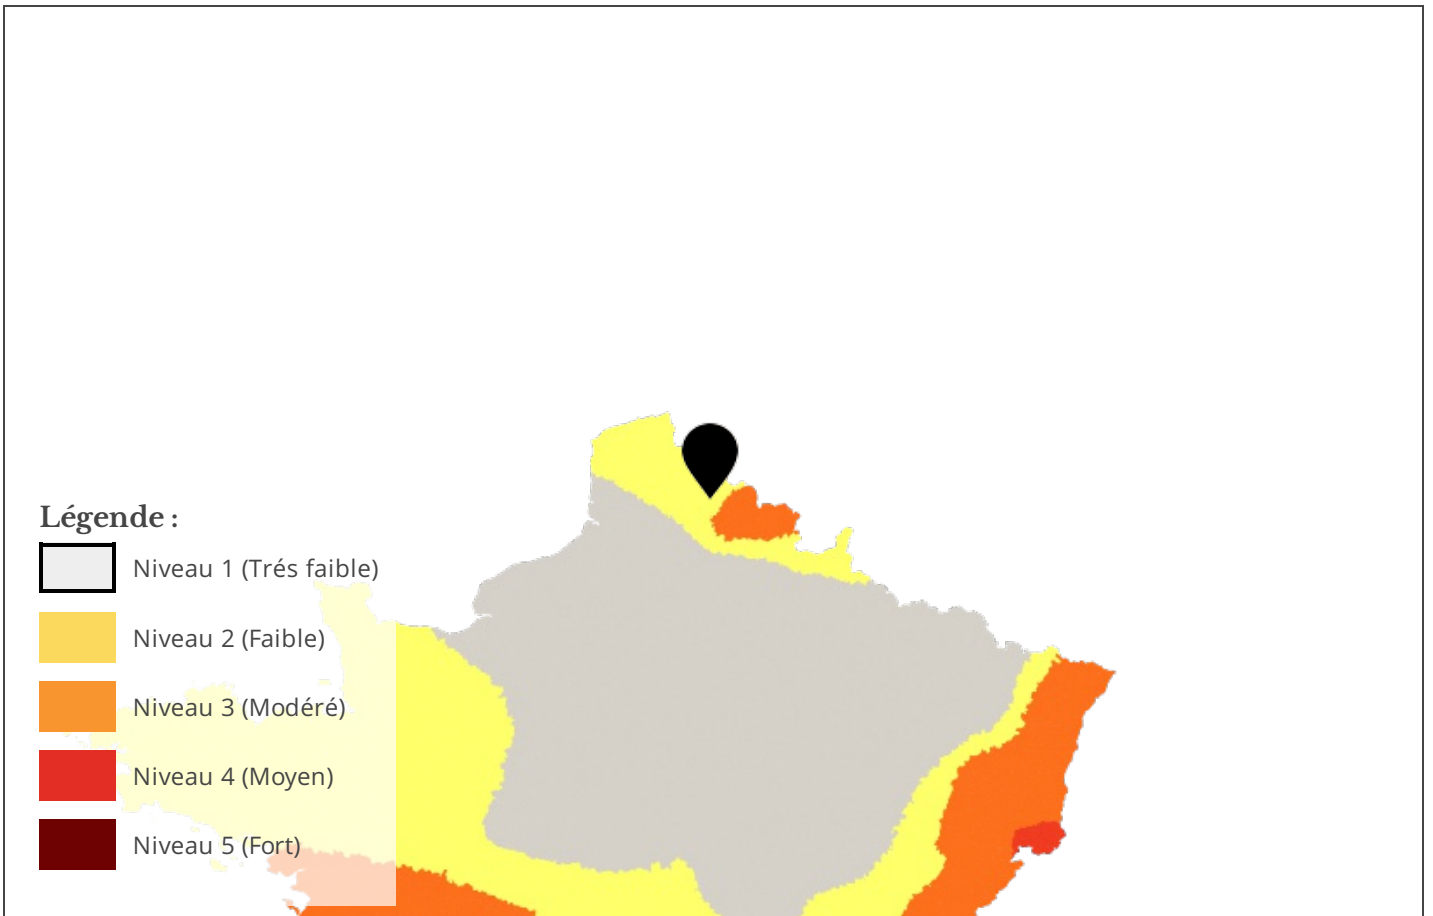 Légende :
Niveau 1 (Trés faible)
Niveau 2 (Faible)
Niveau 3 (Modéré)
Niveau 4 (Moyen)
Niveau 5 (Fort)